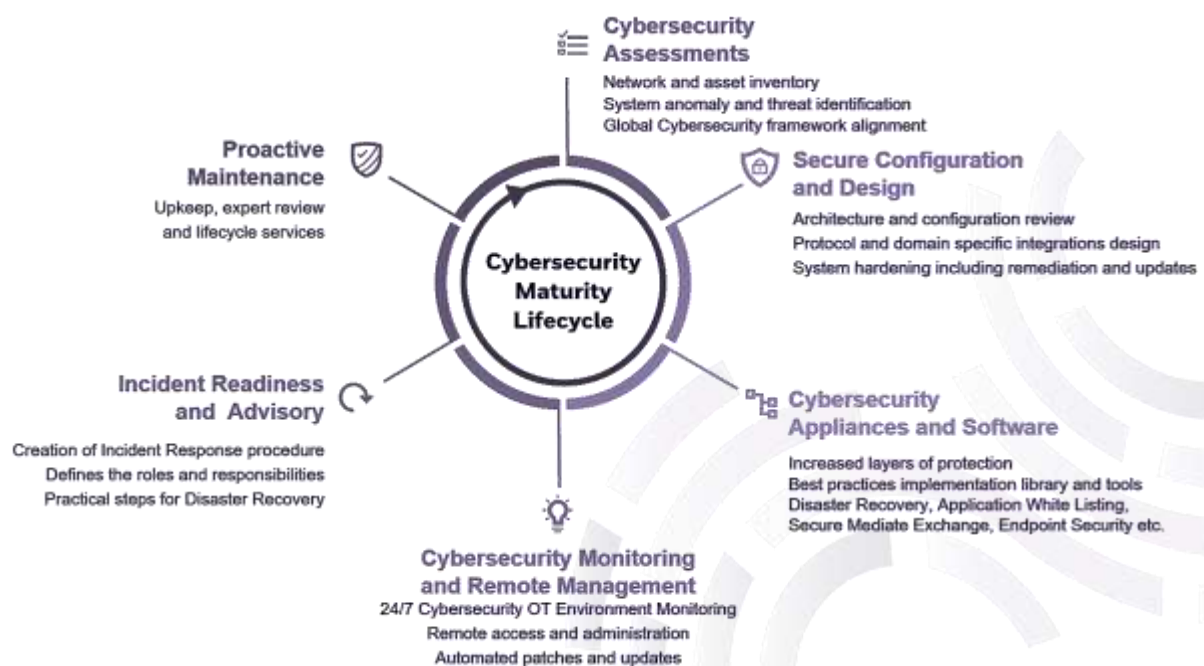 Cybersecurity
Assessments
Network and asset inventory
System anomaly and threat identification
Global Cybersecurity framework alignment
Secure Configuration
and Design
Architecture and configuration review
Protocol and domain specific integrations design
System hardening including remediation and updates
Cybersecurity
Appliances and Software
Increased layers of protection
Best practices implementation library and tools
Disaster Recovery, Application White Listing,
Secure Mediate Exchange, Endpoint Security etc.
Cybersecurity Monitoring
and Remote Management
24/7 Cybersecurity OT Environment Monitoring
Remote access and administration
Automated patches and updates
Incident Readiness
and Advisory
Creation of Incident Response procedure
Defines the roles and responsibilities
Practical steps for Disaster Recovery
Proactive
Maintenance
Upkeep, expert review
and lifecycle services
Cybersecurity
Maturity
Lifecycle